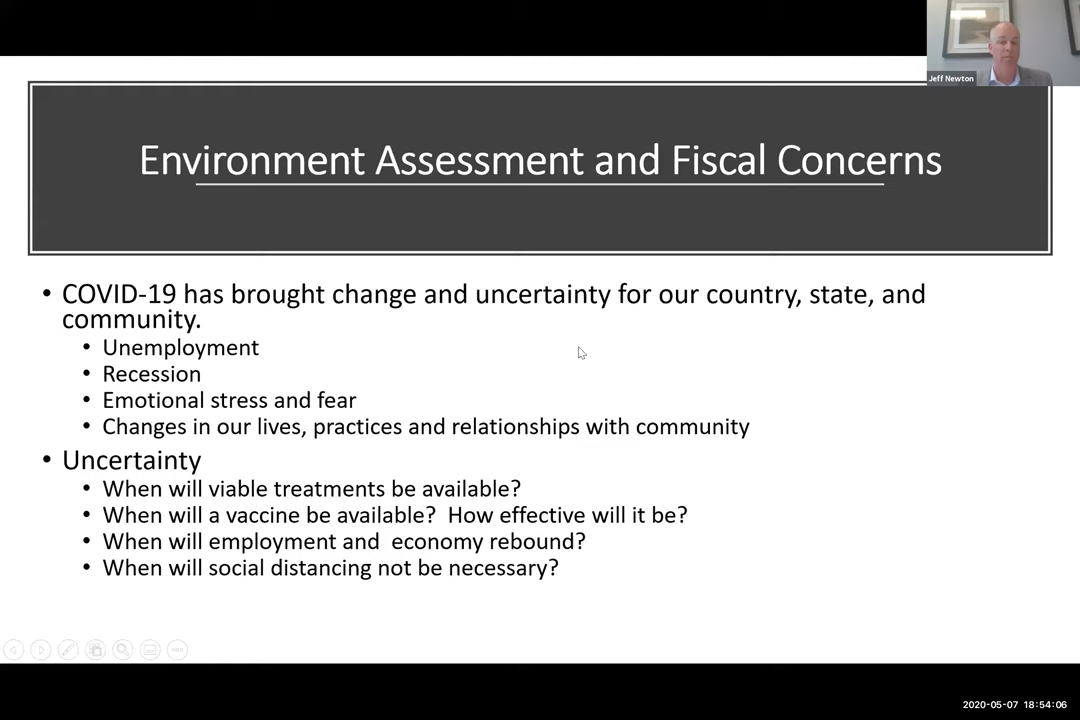 Jeff Newton
Environment Assessment and Fiscal Concerns
• COVID-19 has brought change and uncertainty for our country, state, and
community.
• Unemployment
• Recession
• Emotional stress and fear
• Changes in our lives, practices and relationships with community
• Uncertainty
• When will viable treatments be available?
• When will a vaccine be available?  How effective will it be?
• When will employment and  economy rebound?
• When will social distancing not be necessary?
2020-05-07 18:54:06